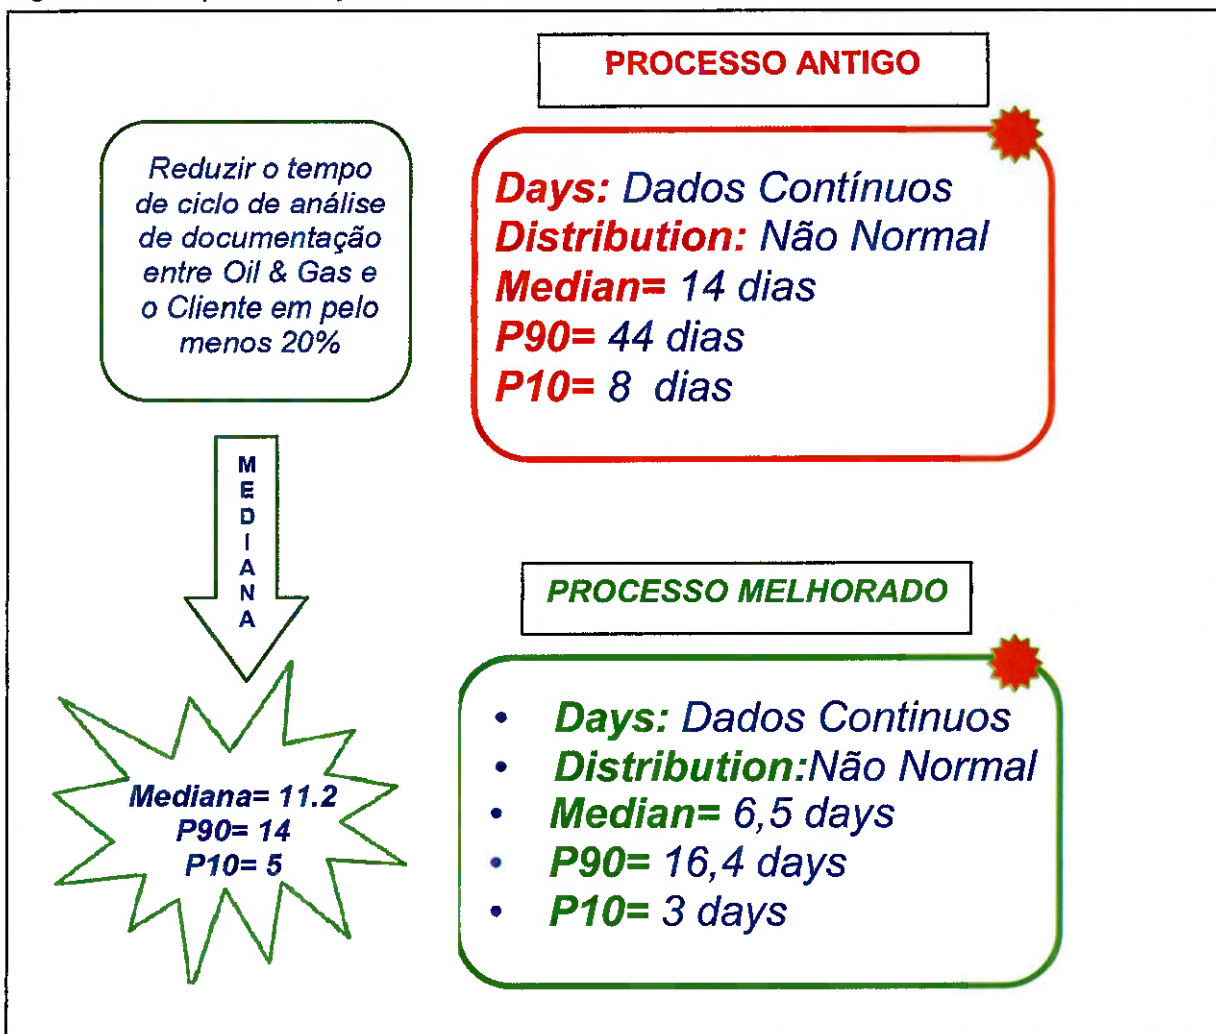 PROCESSO ANTIGO
Reduzir o tempo
de ciclo de análise
de documentação
entre Oil & Gas e
o Cliente em pelo
menos 20%
Days: Dados Contínuos
Distribution: Não Normal
Median= 14 dias
P90= 44 dias
P10= 8 dias
M
E
D
I
A
N
A
PROCESSO MELHORADO
Mediana= 11.2
P90= 14
P10= 5
• Days: Dados Continuos
• Distribution:Não Normal
• Median= 6,5 days
• P90= 16,4 days
• P10= 3 days